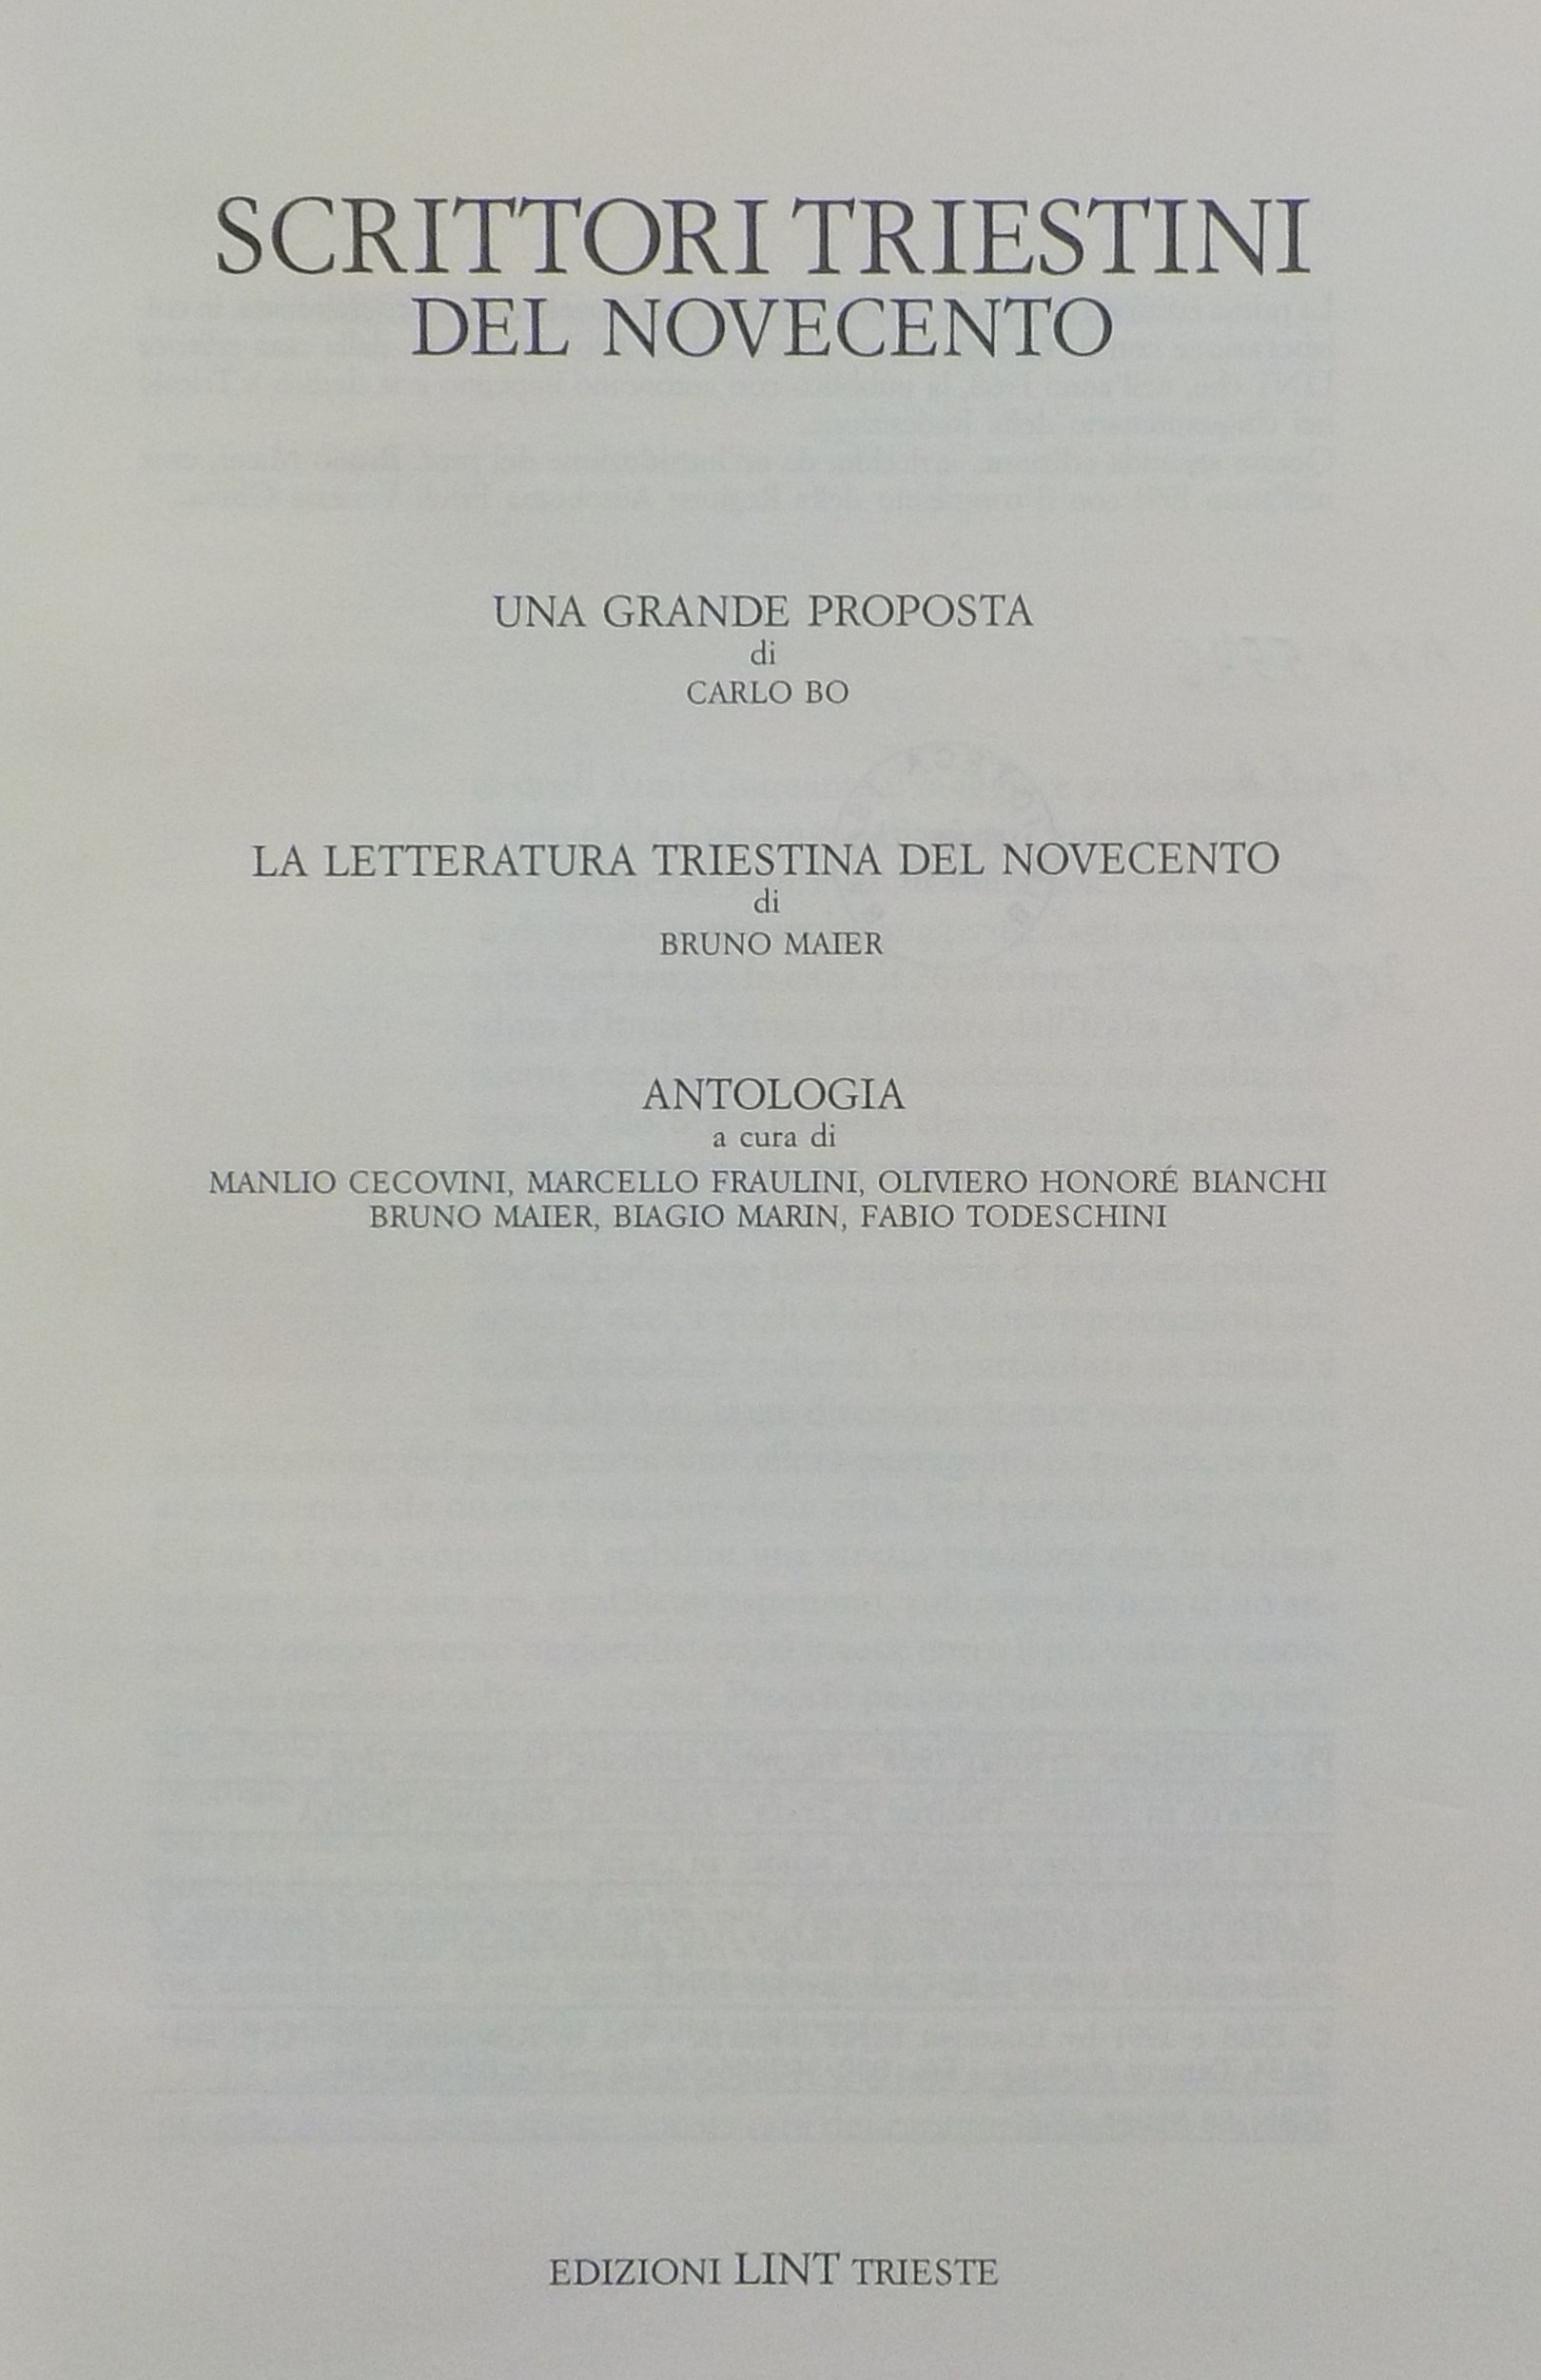 SCRITTORI TRIESTINI
DEL NOVECENTO
UNA GRANDE PROPOSTA
di
CARLO BO
LA LETTERATURA TRIESTINA DEL NOVECENTO
di
BRUNO MAIER
ANTOLOGIA
a cura di
MANLIO CECOVINI, MARCELLO FRAULINI, OLIVIERO HONORÉ BIANCHI
BRUNO MAIER, BIAGIO MARIN, FABIO TODESCHINI
EDIZIONI LINT TRIESTE